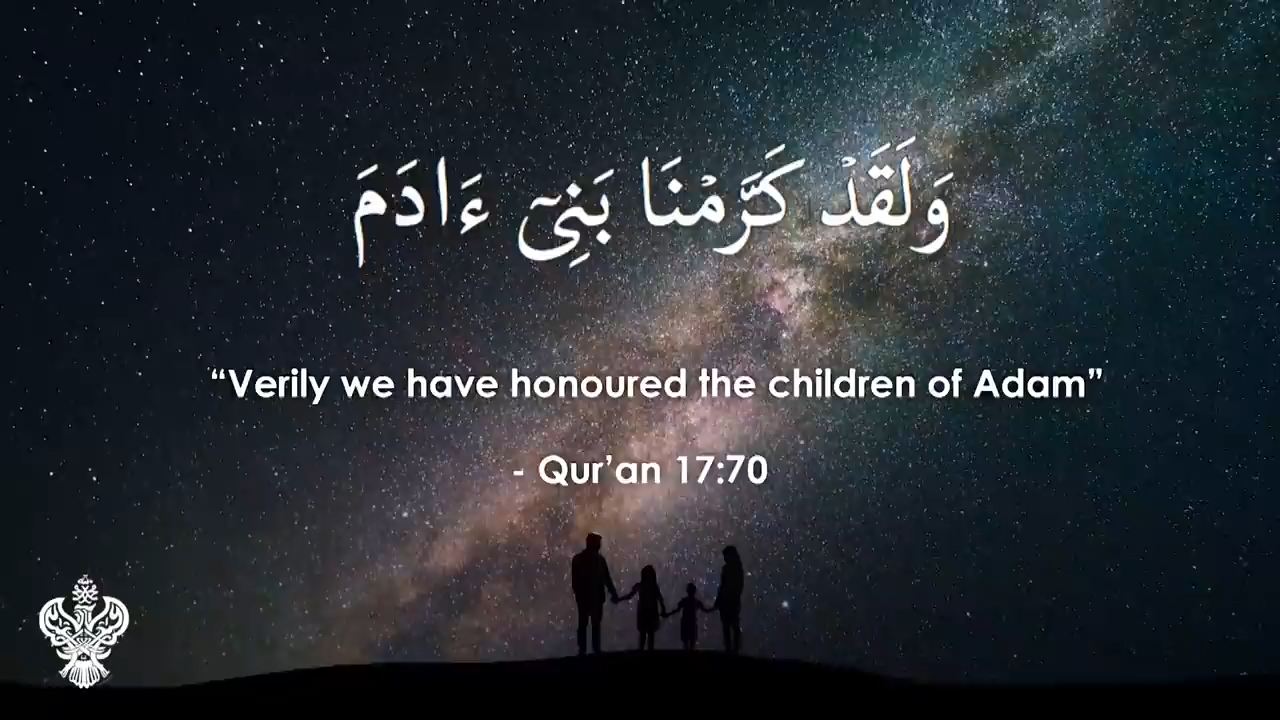 وَلَقَدْ كَرَّمْنَا بَنِىٓ ءَادَمَ
“Verily we have honoured the children of Adam”
- Qur’an 17:70